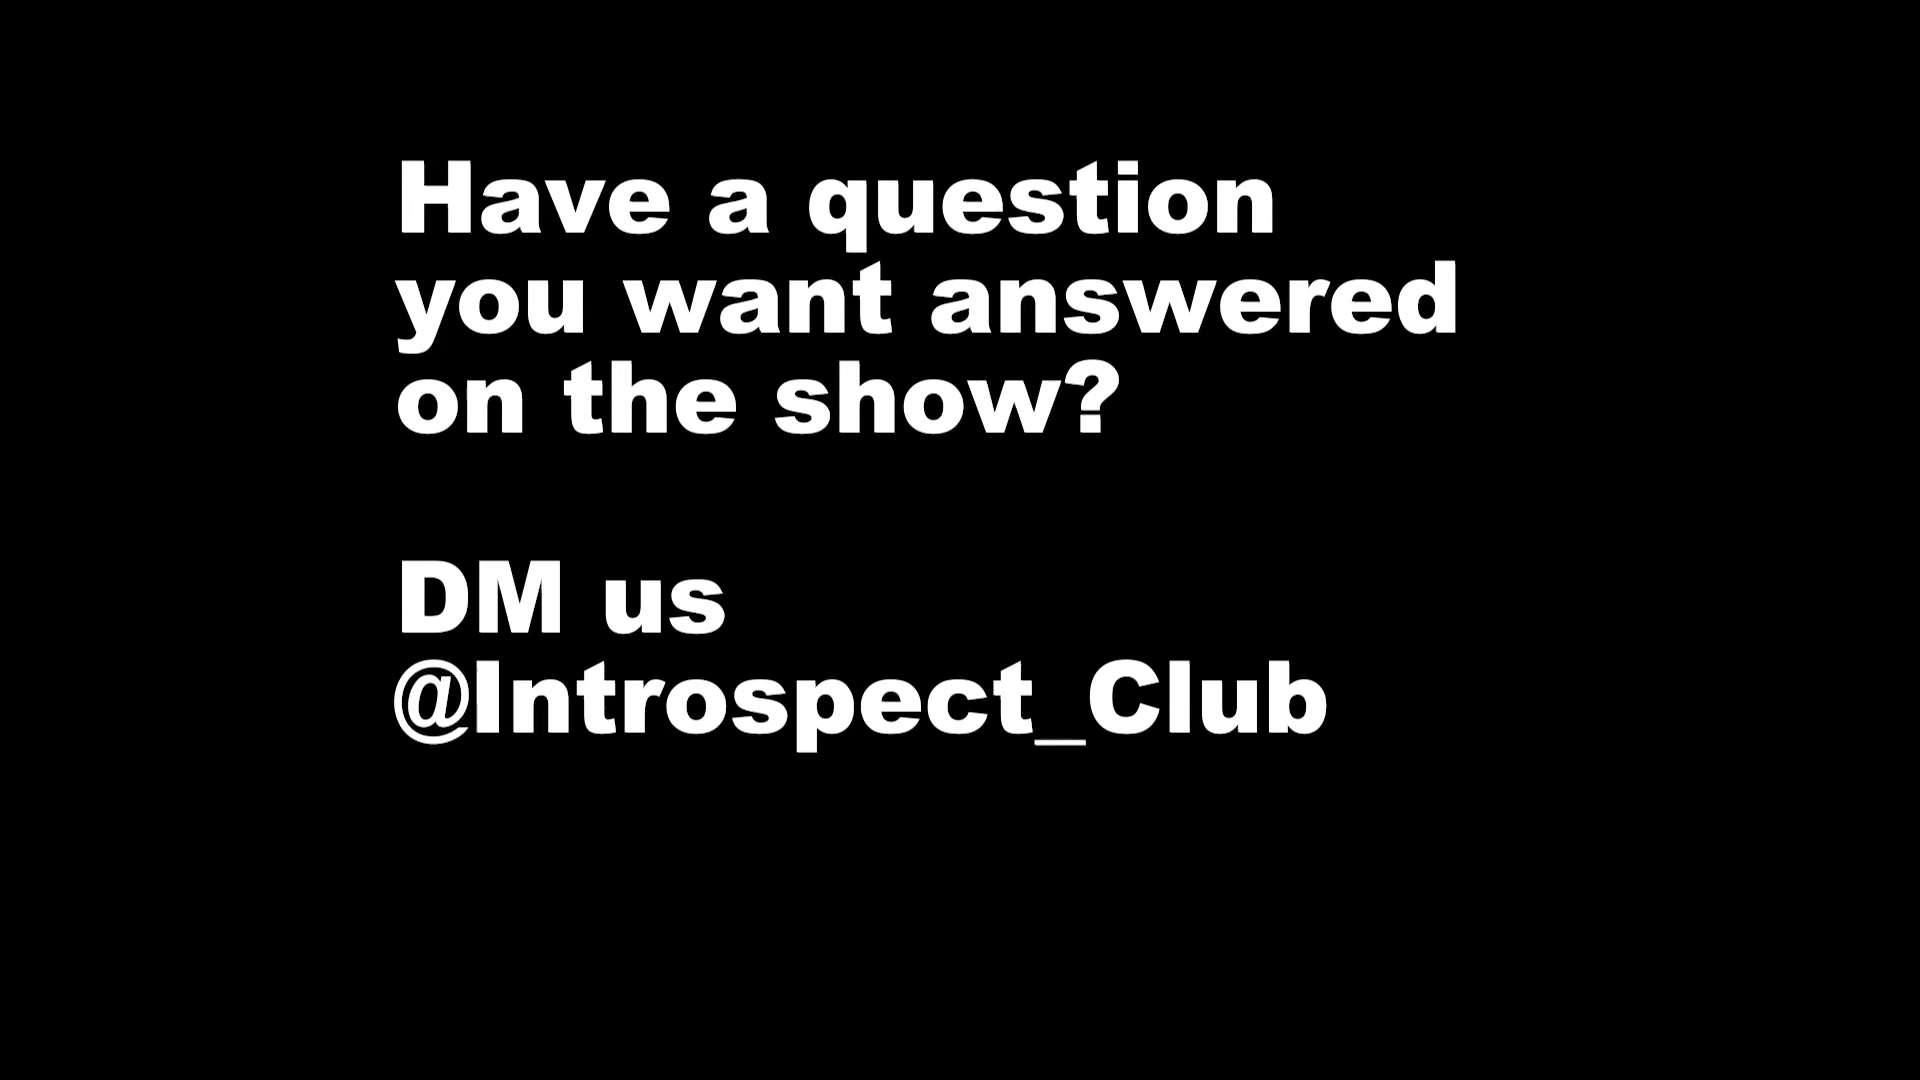 Have a question
you want answered
on the show?
DM us
@Introspect_Club